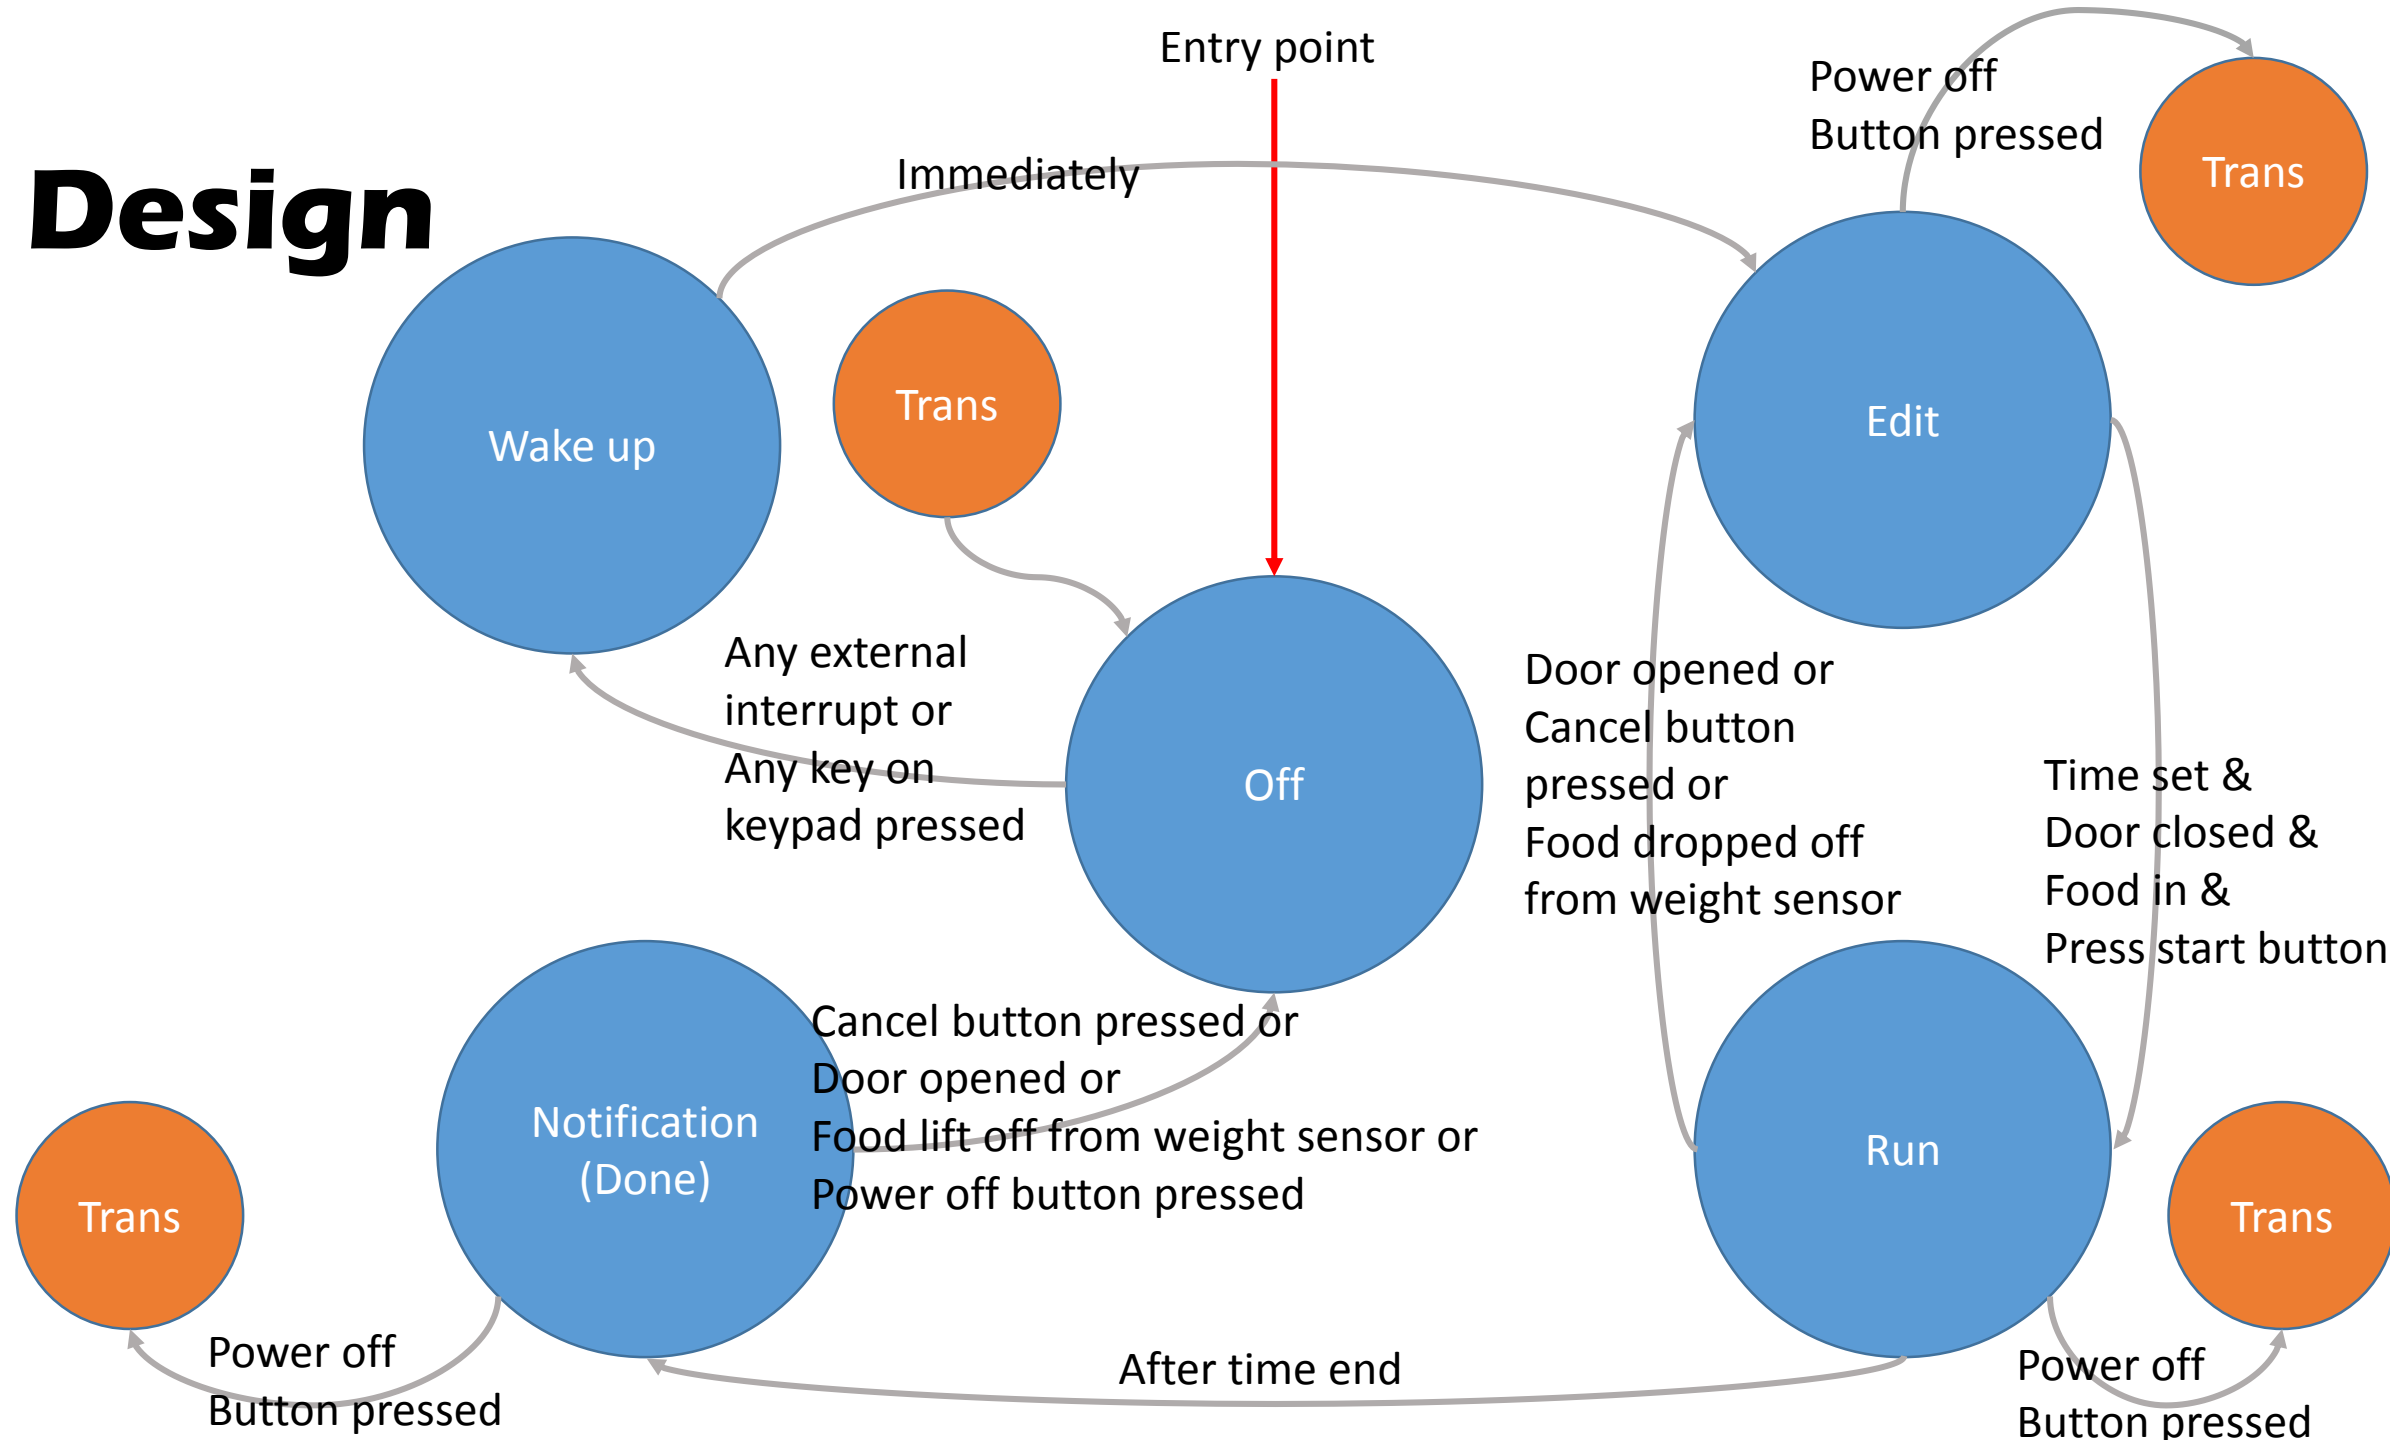 Entry point
Power off
Button pressed
Trans
Immediately
Design
Trans
Wake up
Edit
Any external
interrupt or
Any key on
keypad pressed
Off
Door opened or
Cancel button
pressed or
Food dropped off
from weight sensor
Time set &
Door closed &
Food in &
Press start button
Cancel button pressed or
Door opened or
Food lift off from weight sensor or
Power off button pressed
Notification
(Done)
Run
Trans
Trans
Power off
Button pressed
After time end
Power off
Button pressed